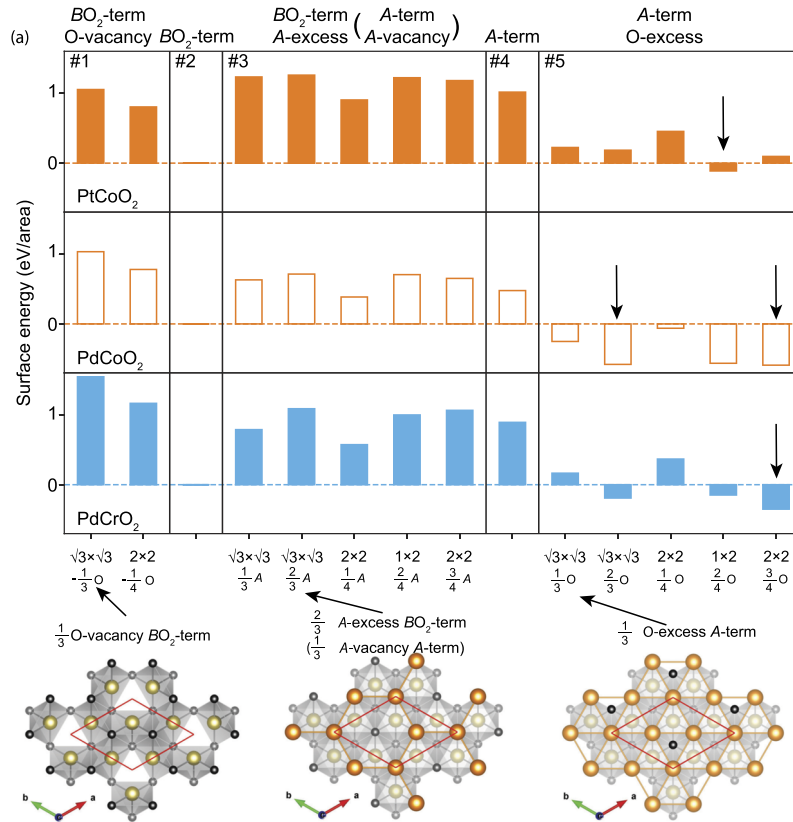 (a)
BO₂-term O-vacancy
BO₂-term
BO₂-term A-excess (A-term A-vacancy)
A-term
A-term O-excess
#1 #2 #3 #4 #5
Surface energy (eV/area)
1
0
PtCoO₂
1
0
PdCoO₂
1
0
PdCrO₂
√3×√3 2×2 √3×√3 √3×√3 2×2 1×2 2×2 √3×√3 √3×√3 2×2 1×2 2×2
-1/3 O -1/4 O 1/3 A 2/3 A 1/4 A 2/4 A 3/4 A 1/3 O 2/3 O 1/4 O 2/4 O 3/4 O
1/3 O-vacancy BO₂-term
2/3 A-excess BO₂-term
(1/3 A-vacancy A-term)
1/3 O-excess A-term
b a b a b a